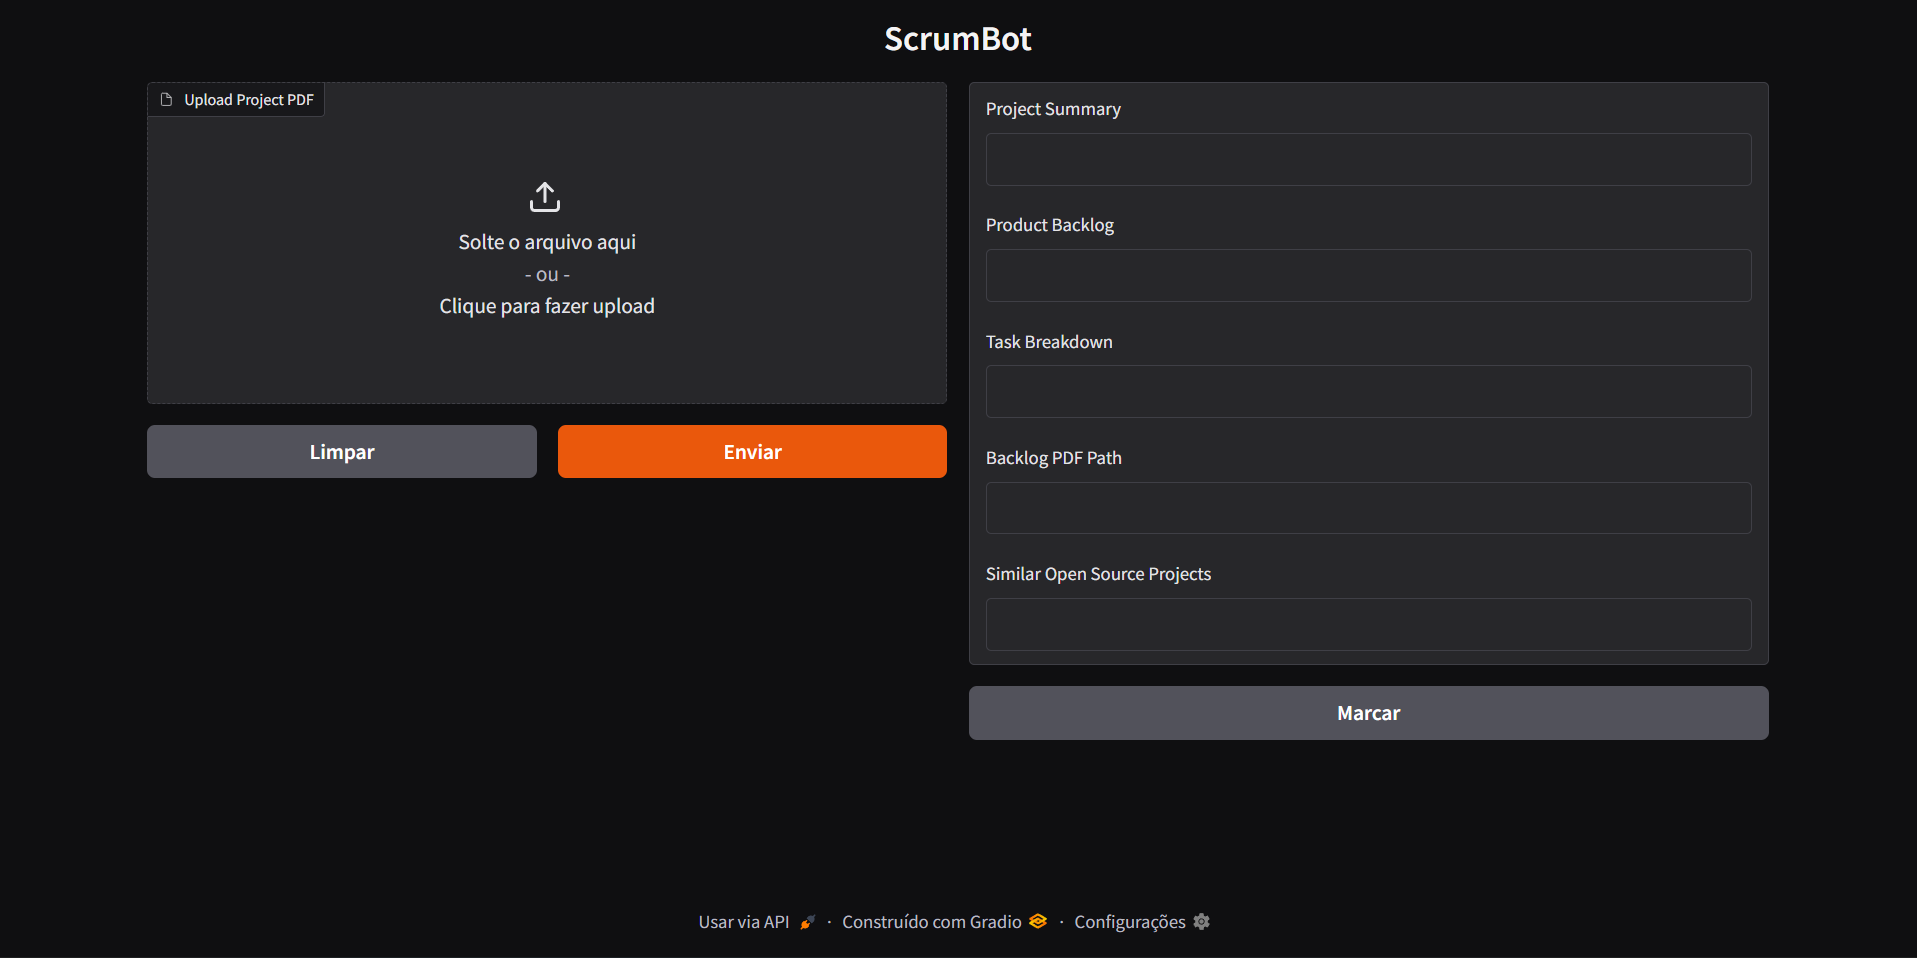 ScrumBot
Upload Project PDF
Solte o arquivo aqui
- ou -
Clique para fazer upload
Limpar
Enviar
Project Summary
Product Backlog
Task Breakdown
Backlog PDF Path
Similar Open Source Projects
Marcar
Usar via API · Construído com Gradio · Configurações